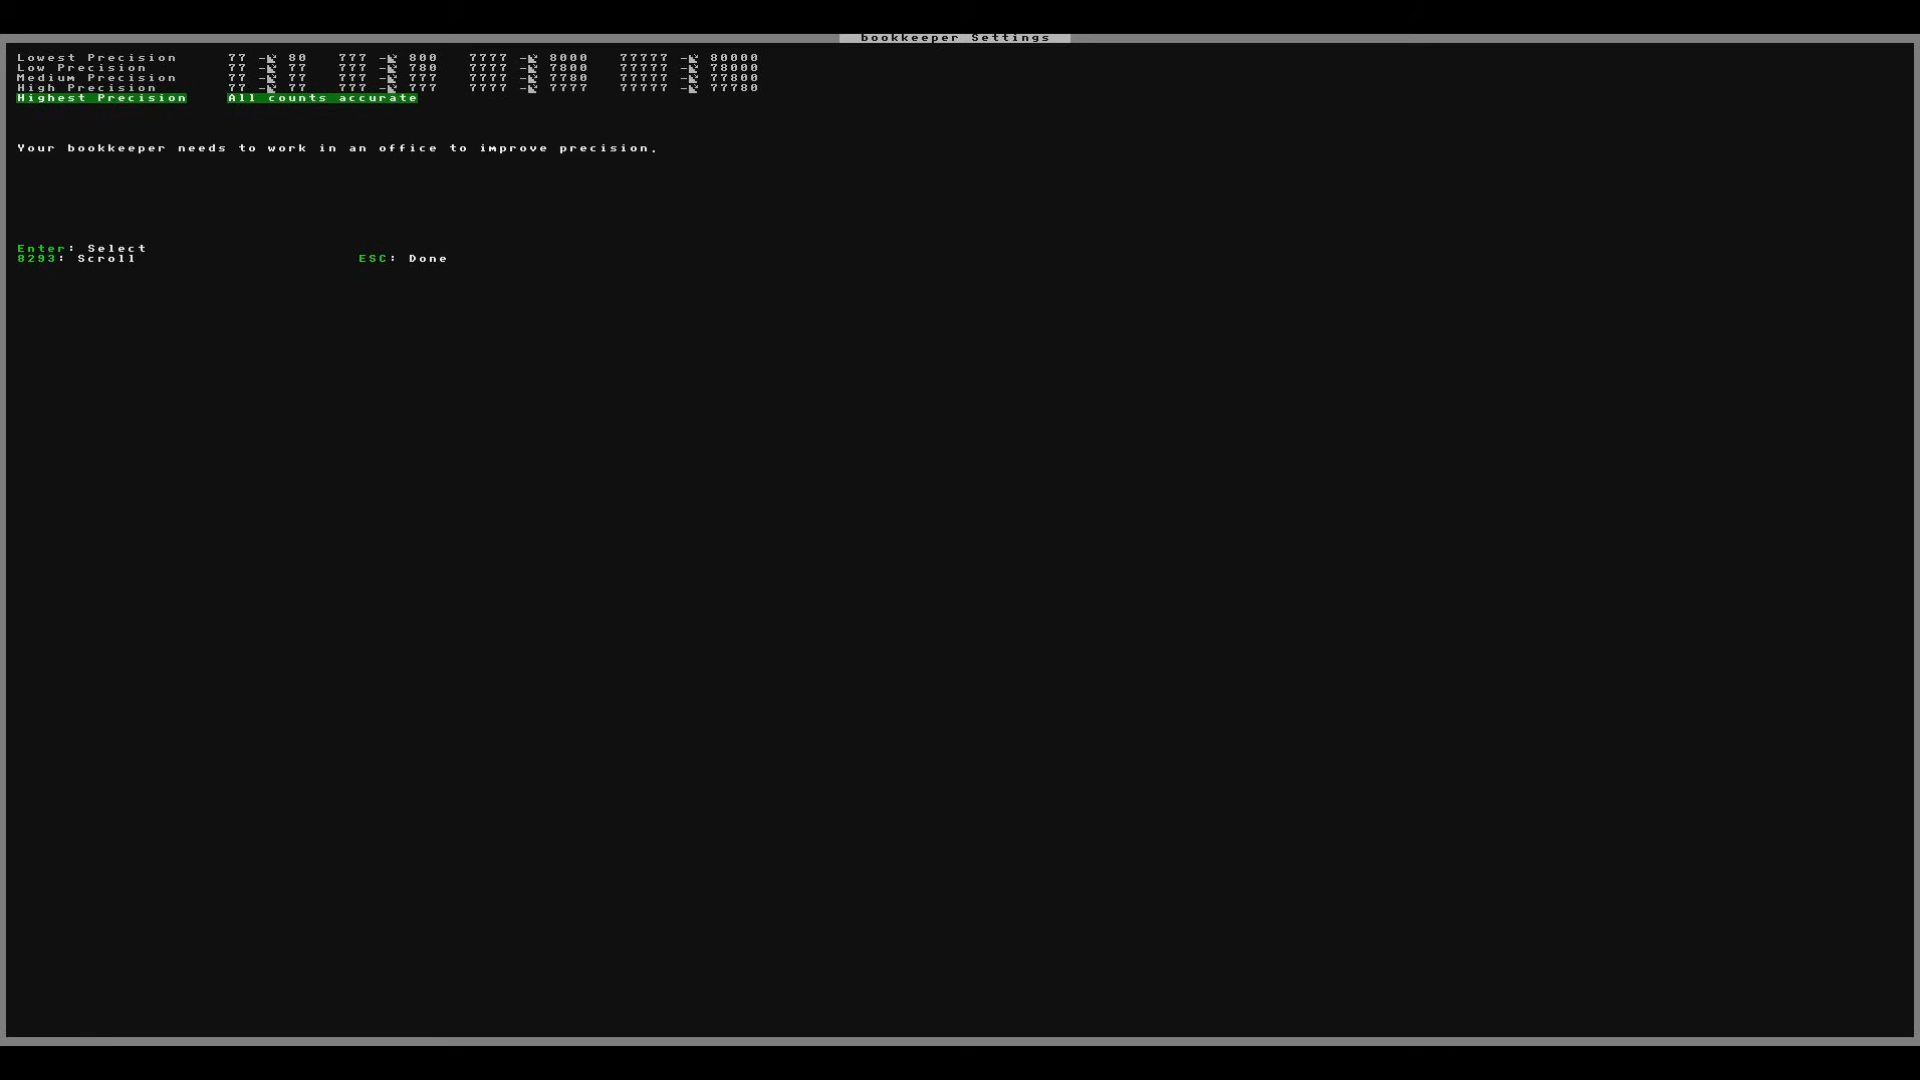 bookkeeper Settings
Lowest Precision 77 -> 80 777 -> 800 7777 -> 8000 77777 -> 80000
Low Precision 77 -> 77 777 -> 780 7777 -> 7800 77777 -> 78000
Medium Precision 77 -> 77 777 -> 777 7777 -> 7780 77777 -> 77800
High Precision 77 -> 77 777 -> 777 7777 -> 7777 77777 -> 77780
Highest Precision All counts accurate
Your bookkeeper needs to work in an office to improve precision.
Enter: Select
8293: Scroll ESC: Done